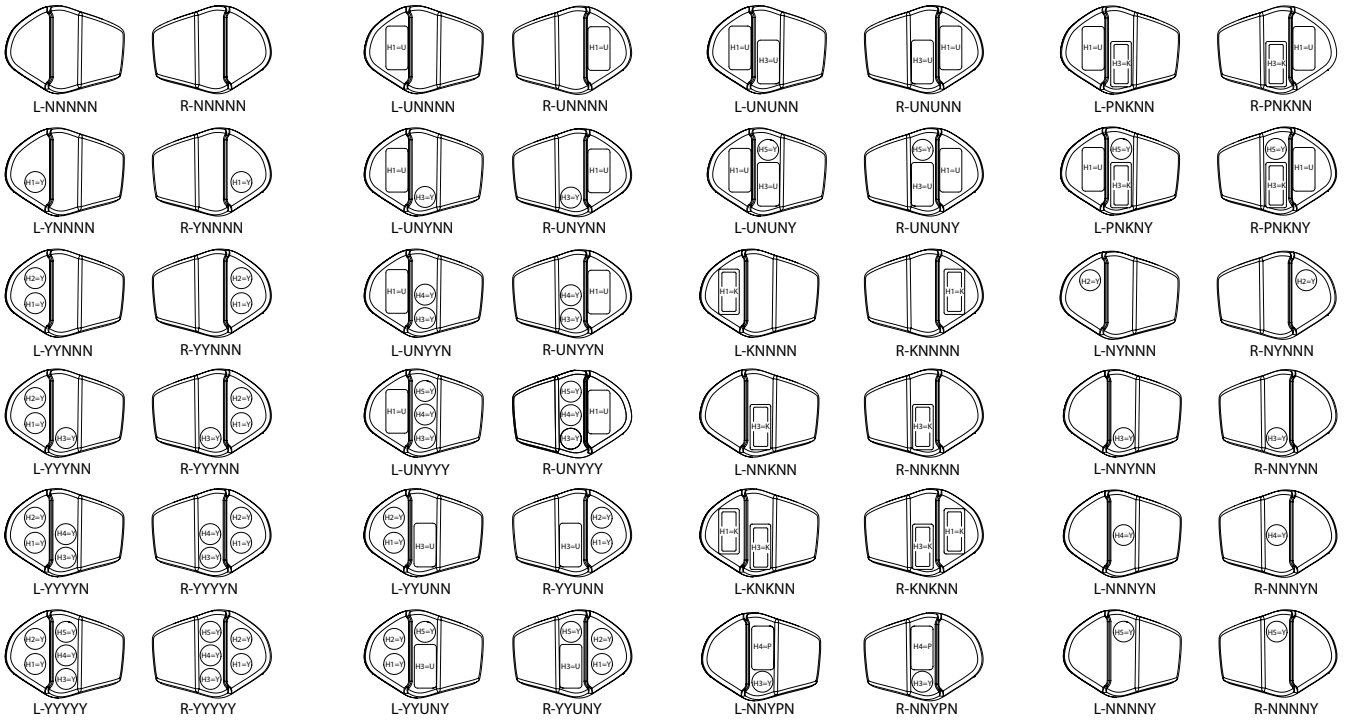 H1=U H1=U H1=U H3=U H3=U H1=U H1=U H3=K H3=K H1=U
L-NNNNN R-NNNNN L-UNNNN R-UNNNN L-UNUNN R-UNUNN L-PNKNN R-PNKNN
H5=Y H5=Y H5=Y H5=Y
H1=Y H1=Y H1=U H3=Y H3=Y H1=U H1=U H3=U H3=U H1=U H1=U H3=K H3=K H1=U
L-YNNNN R-YNNNN L-UNYNN R-UNYNN L-UNUNY R-UNUNY L-PNKNY R-PNKNY
H2=Y H2=Y H1=U H4=Y H4=Y H1=U H1=K H1=K H2=Y H2=Y
H1=Y H1=Y H3=Y H3=Y
L-YYNNN R-YYNNN L-UNYYN R-UNYYN L-KNNNN R-KNNNN L-NYNNN R-NYNNN
H2=Y H2=Y H5=Y H5=Y
H1=Y H1=Y H1=U H4=Y H4=Y H1=U
H3=Y H3=Y H3=Y H3=Y H3=K H3=K H3=Y H3=Y
L-YYYNN R-YYYNN L-UNYYY R-UNYYY L-NNKNN R-NNKNN L-NNYNN R-NNYNN
H2=Y H4=Y H4=Y H2=Y H2=Y H2=Y H1=K H1=K H4=Y H4=Y
H1=Y H3=Y H3=Y H1=Y H1=Y H3=U H3=U H1=Y H3=K H3=K
L-YYYYN R-YYYYN L-YYUNN R-YYUNN L-KNKNN R-KNKNN L-NNNYN R-NNNYN
H2=Y H5=Y H5=Y H2=Y H2=Y H5=Y H5=Y H2=Y H4=P H4=P H5=Y H5=Y
H1=Y H4=Y H4=Y H1=Y H1=Y H3=U H3=U H1=Y
H3=Y H3=Y H3=Y H3=Y
L-YYYYY R-YYYYY L-YYUNY R-YYUNY L-NNYPN R-NNYPN L-NNNNY R-NNNNY